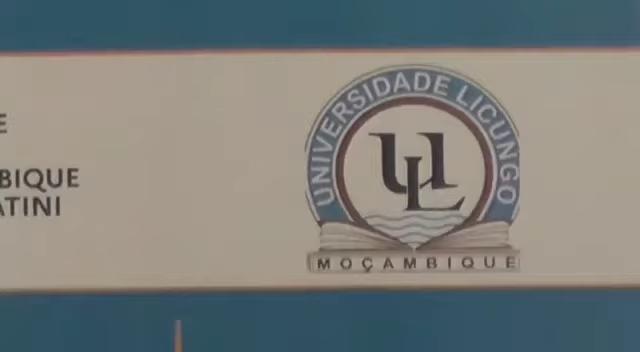 E
BIQUE
ATINI
UNIVERSIDADE LICUNGO
UL
MOÇAMBIQUE